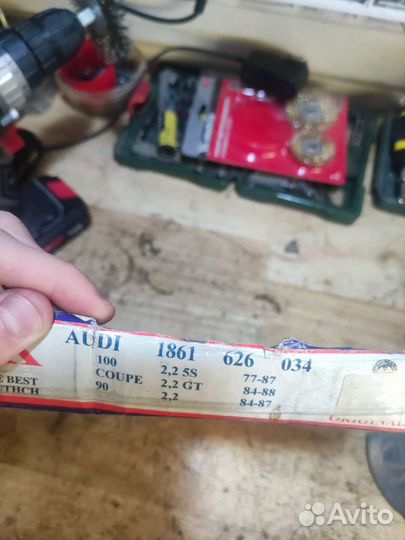 AUDI 1861 626 034
100 2,2 5S 77-87
COUPE 2,2 GT 84-88
90 2,2 84-87
BEST
Avito